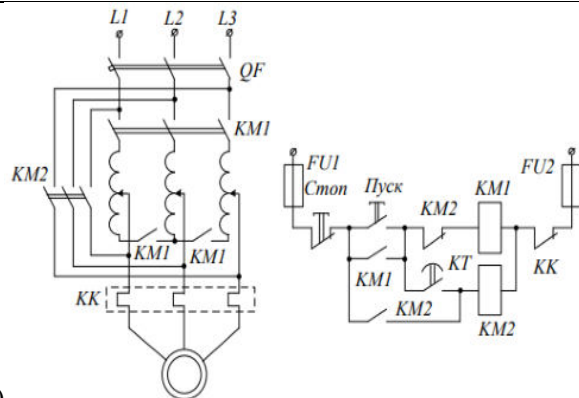 L1 L2 L3
QF
KM1
KM2
KM1 KM1
KK
FU1
Стоп
Пуск
KM2
KM1
FU2
KM1
KT
KK
KM2
KM2
)